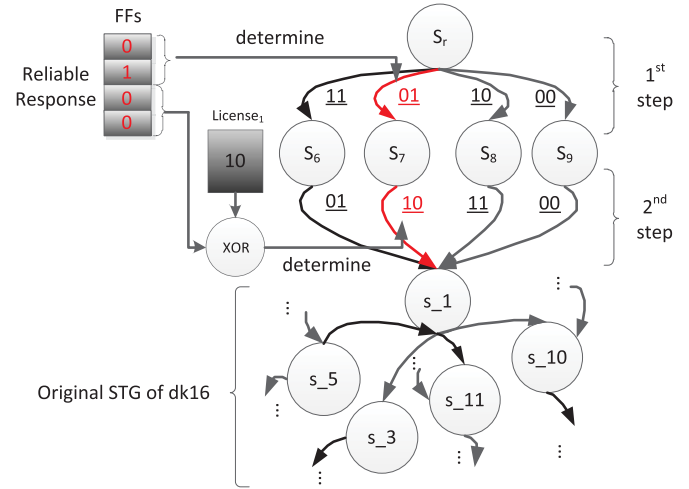 FFs
0
1
0
0
Reliable
Response
determine
Sr
11
01
10
00
1st
step
License1
10
S6
S7
S8
S9
01
10
11
00
2nd
step
XOR
determine
s_1
...
...
s_5
s_10
...
s_11
s_3
...
...
...
...
Original STG of dk16